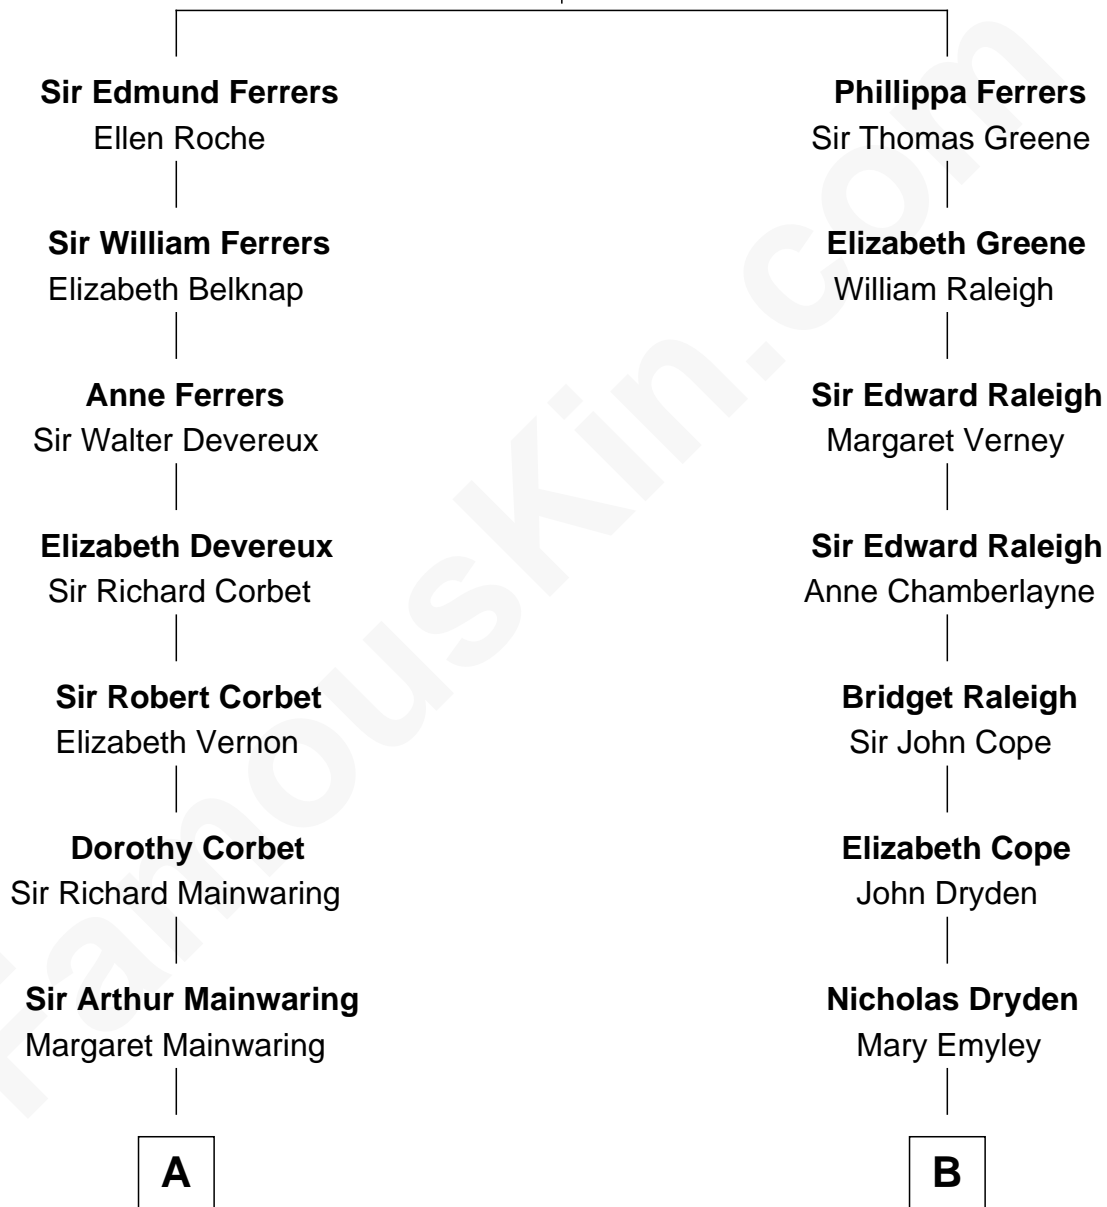 Sir Edmund Ferrers
Ellen Roche
Phillippa Ferrers
Sir Thomas Greene
Sir William Ferrers
Elizabeth Belknap
Elizabeth Greene
William Raleigh
Anne Ferrers
Sir Walter Devereux
Sir Edward Raleigh
Margaret Verney
Elizabeth Devereux
Sir Richard Corbet
Sir Edward Raleigh
Anne Chamberlayne
Sir Robert Corbet
Elizabeth Vernon
Bridget Raleigh
Sir John Cope
Dorothy Corbet
Sir Richard Mainwaring
Elizabeth Cope
John Dryden
Sir Arthur Mainwaring
Margaret Mainwaring
Nicholas Dryden
Mary Emyley
A
B
FamousKin.com